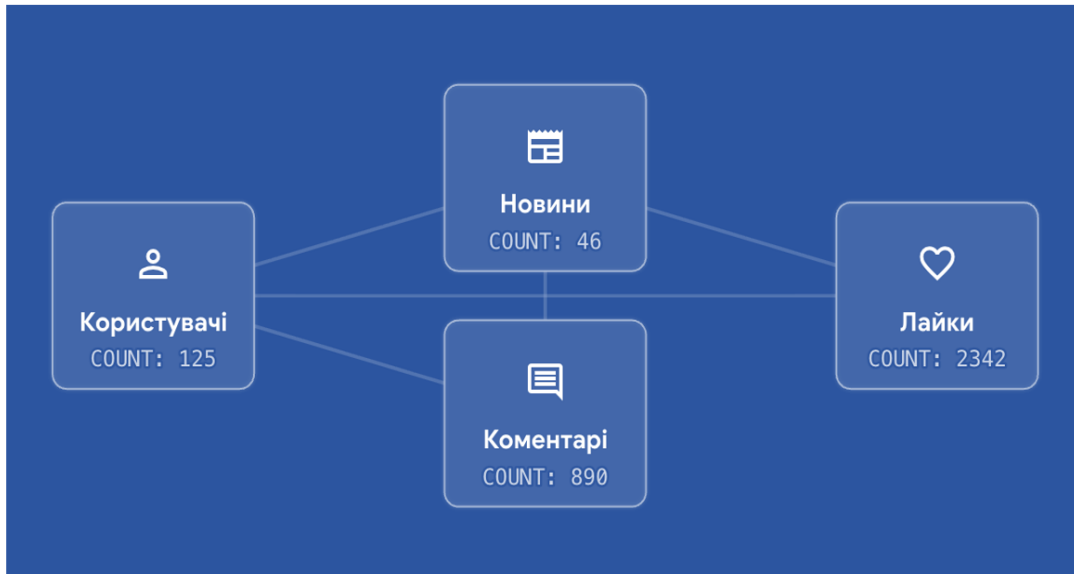 Новини
COUNT: 46
Користувачі
COUNT: 125
Лайки
COUNT: 2342
Коментарі
COUNT: 890